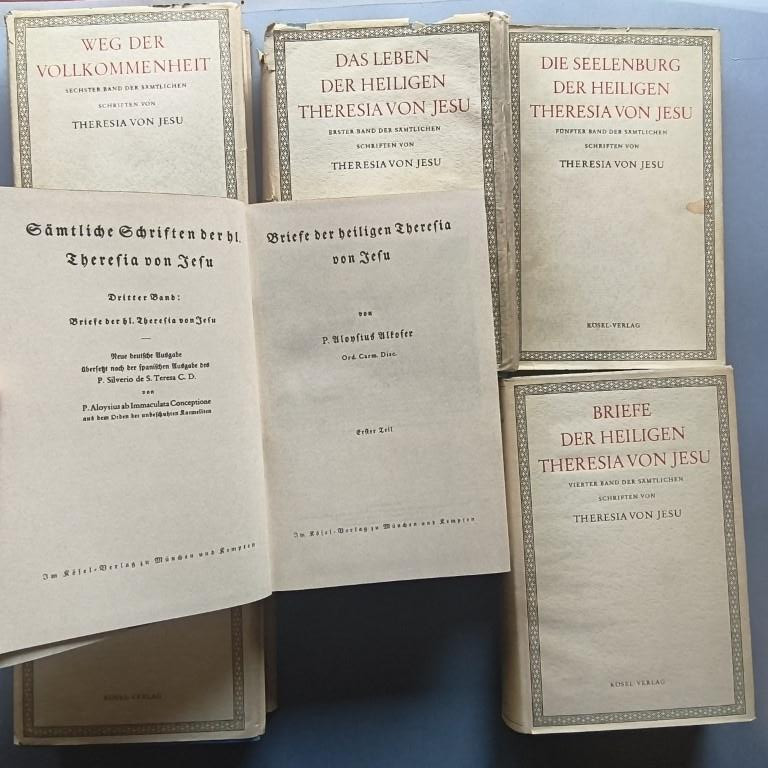 WEG DER
VOLLKOMMENHEIT
SECHSTER BAND DER SÄMTLICHEN
SCHRIFTEN VON
THERESIA VON JESU
DAS LEBEN
DER HEILIGEN
THERESIA VON JESU
ERSTER BAND DER SÄMTLICHEN
SCHRIFTEN VON
THERESIA VON JESU
DIE SEELENBURG
DER HEILIGEN
THERESIA VON JESU
FÜNFTER BAND DER SÄMTLICHEN
SCHRIFTEN VON
THERESIA VON JESU
KÖSEL-VERLAG
Sämtliche Schriften der hl.
Theresia von Jesu
Dritter Band:
Briefe der hl. Theresia von Jesu
Neue deutsche Ausgabe
übersetzt nach der spanischen Ausgabe des
P. Silverio de S. Teresa C. D.
von
P. Aloysius ab Immaculata Conceptione
aus dem Orden der unbeschuhten Karmeliten
Im Kösel-Verlag zu München und Kempten
Briefe der heiligen Theresia
von Jesu
von
P. Aloysius Alkofer
Ord. Carm. Disc.
Erster Teil
Im Kösel-Verlag zu München und Kempten
BRIEFE
DER HEILIGEN
THERESIA VON JESU
VIERTER BAND DER SÄMTLICHEN
SCHRIFTEN VON
THERESIA VON JESU
KÖSEL-VERLAG
KÖSEL-VERLAG